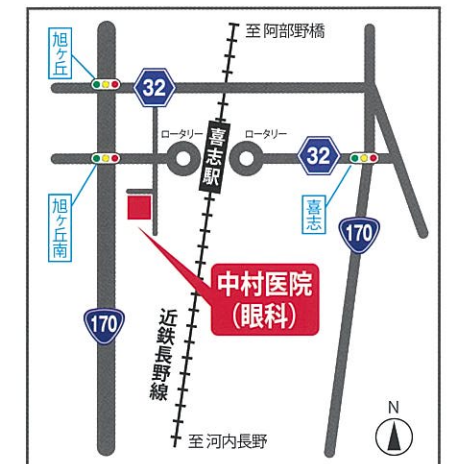 至阿部野橋
旭ヶ丘
32
ロータリー
喜志駅
ロータリー
32
旭ヶ丘南
喜志
170
中村医院
(眼科)
170
近鉄長野線
至河内長野
N